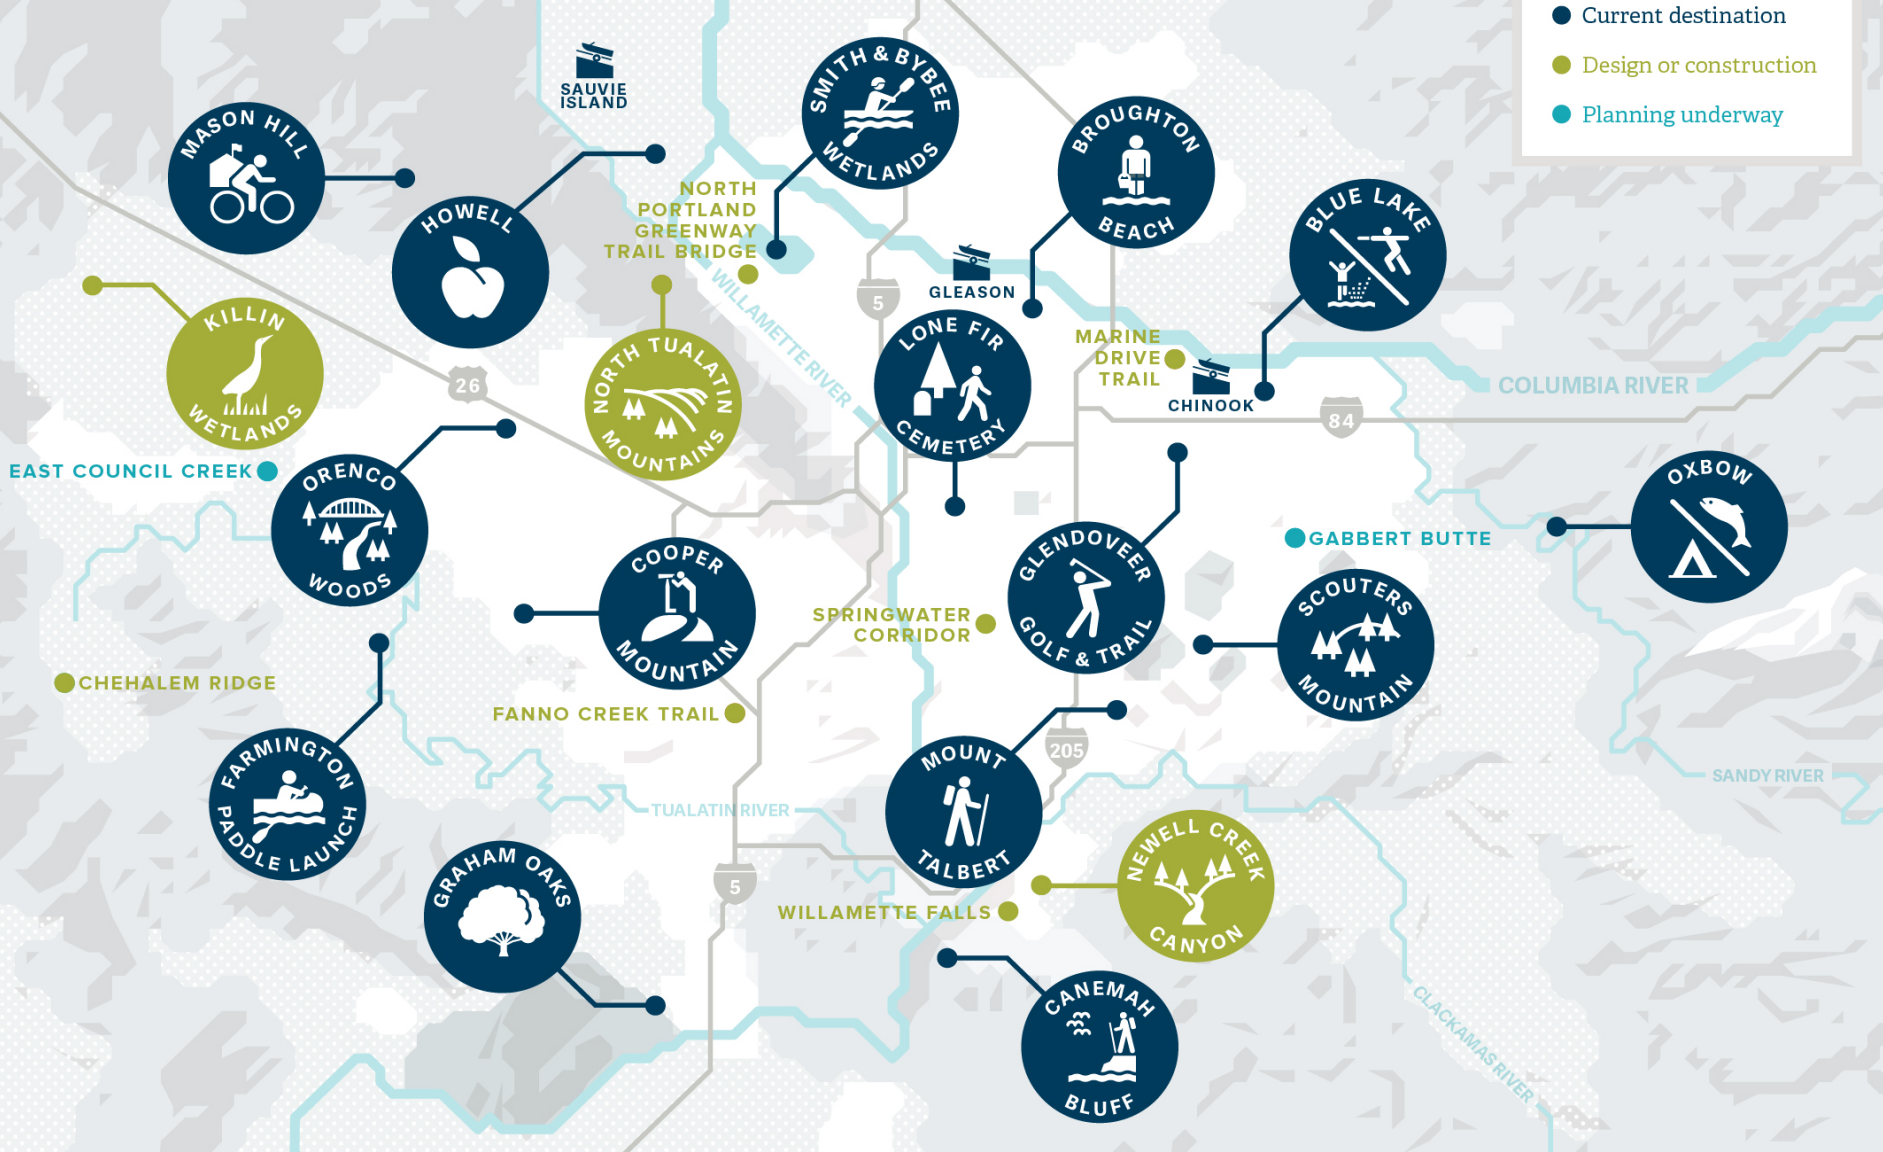 Current destination
Design or construction
Planning underway
SAUVIE
ISLAND
SMITH & BYBEE
WETLANDS
MASON HILL
BROUGHTON
BEACH
HOWELL
NORTH
PORTLAND
GREENWAY
TRAIL BRIDGE
BLUE LAKE
GLEASON
5
WILLAMETTE RIVER
KILLIN
WETLANDS
26
NORTH TUALATIN
MOUNTAINS
LONE FIR
CEMETERY
MARINE
DRIVE
TRAIL
CHINOOK
COLUMBIA RIVER
84
EAST COUNCIL CREEK
ORENCO
WOODS
OXBOW
COOPER
MOUNTAIN
GLENDOVEER
GOLF & TRAIL
GABBERT BUTTE
SPRINGWATER
CORRIDOR
SCOUTERS
MOUNTAIN
CHEHALEM RIDGE
FANNO CREEK TRAIL
FARMINGTON
PADDLE LAUNCH
MOUNT
TALBERT
205
SANDY RIVER
TUALATIN RIVER
GRAHAM OAKS
5
NEWELL CREEK
CANYON
WILLAMETTE FALLS
CANEMAH
BLUFF
CLACKAMAS RIVER